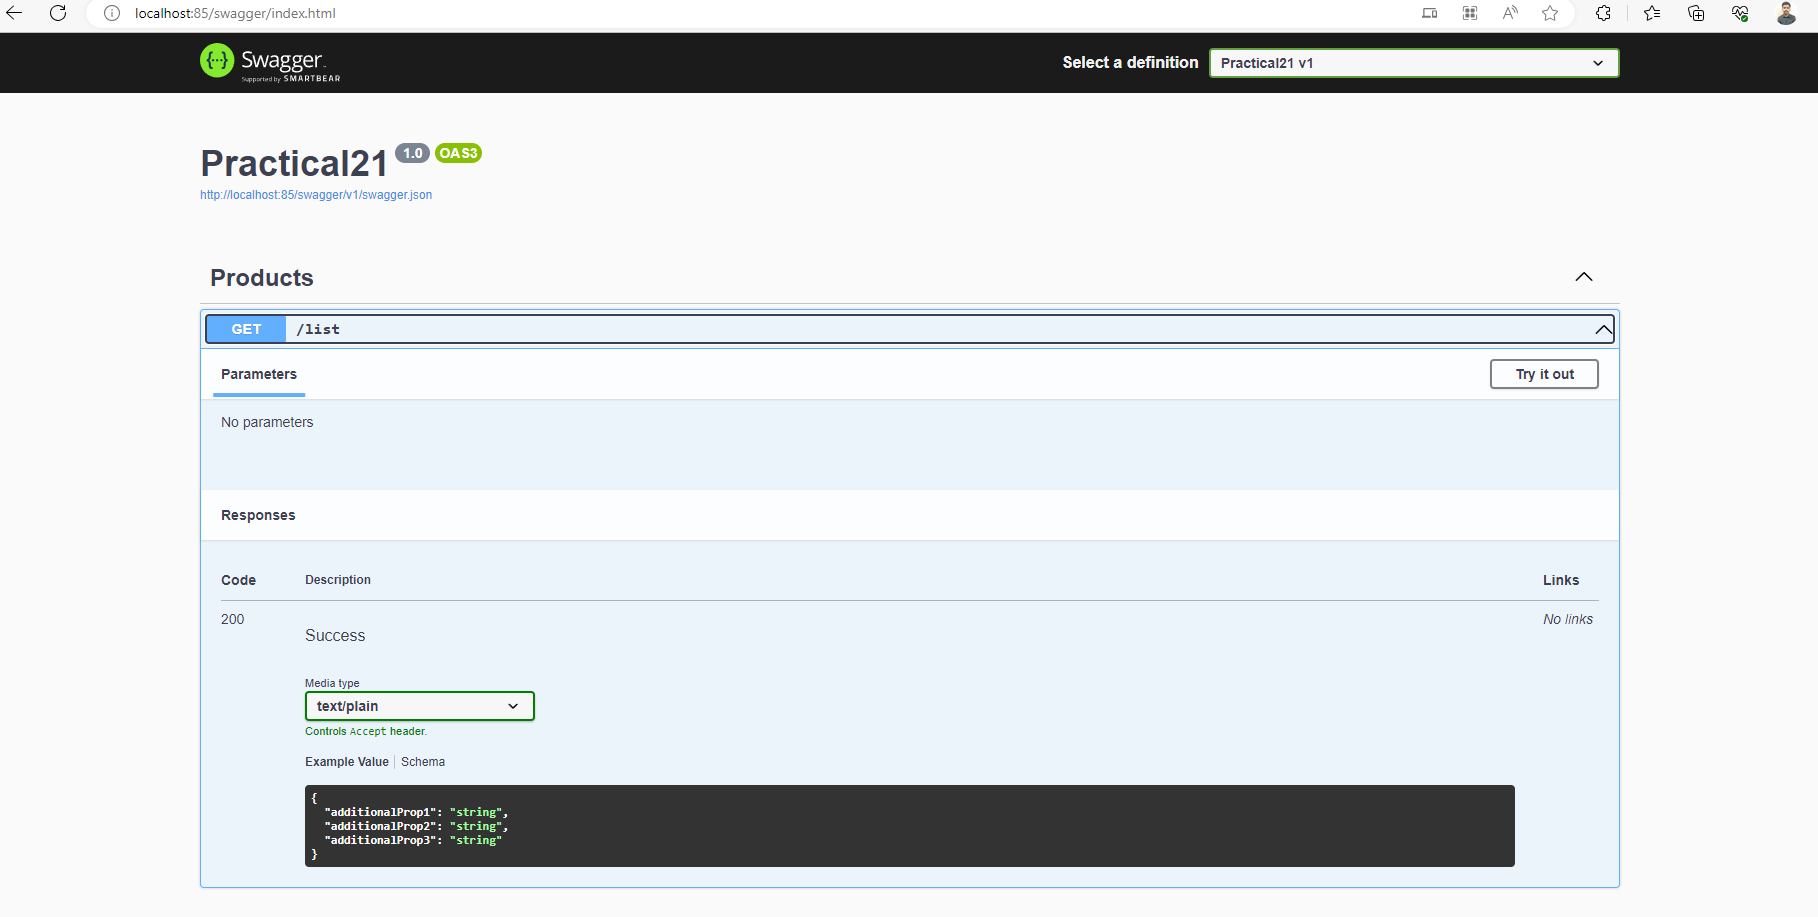 localhost:85/swagger/index.html
Swagger
Supported by SMARTBEAR
Select a definition
Practical21 v1
Practical21 1.0 OAS3
http://localhost:85/swagger/v1/swagger.json
Products
GET /list
Parameters
Try it out
No parameters
Responses
Code Description Links
200 No links
Success
Media type
text/plain
Controls Accept header.
Example Value Schema
{
"additionalProp1": "string",
"additionalProp2": "string",
"additionalProp3": "string"
}